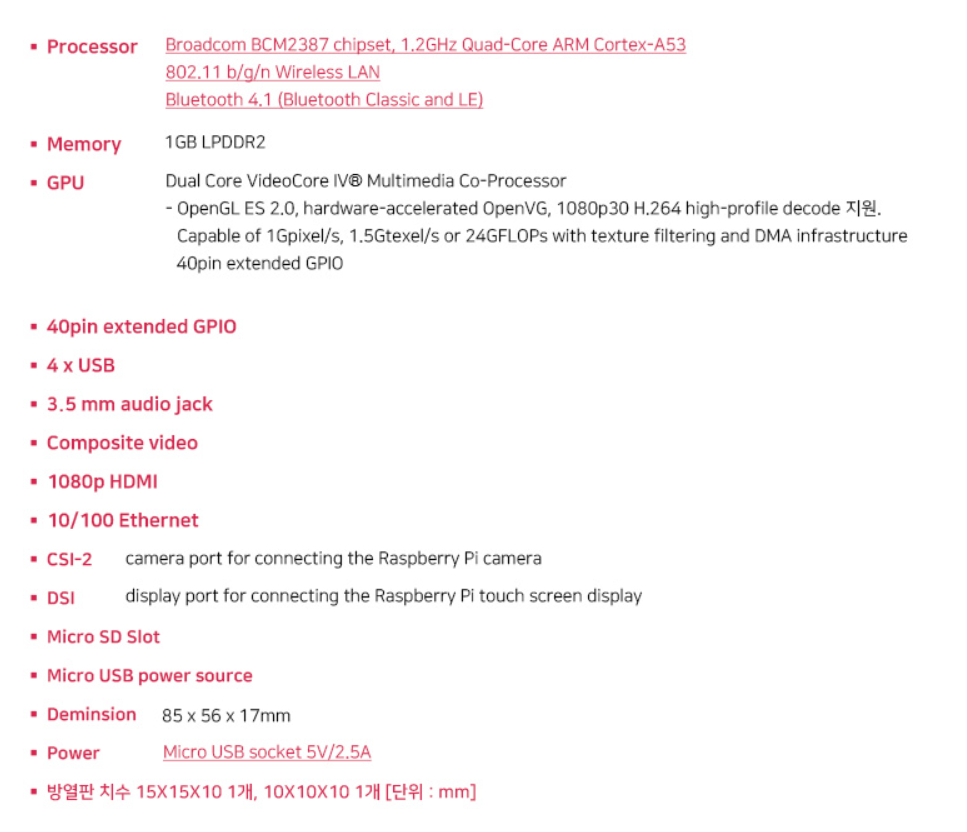 ▪ Processor Broadcom BCM2387 chipset, 1.2GHz Quad-Core ARM Cortex-A53
802.11 b/g/n Wireless LAN
Bluetooth 4.1 (Bluetooth Classic and LE)
▪ Memory 1GB LPDDR2
▪ GPU Dual Core VideoCore IV® Multimedia Co-Processor
- OpenGL ES 2.0, hardware-accelerated OpenVG, 1080p30 H.264 high-profile decode 지원.
Capable of 1Gpixel/s, 1.5Gtexel/s or 24GFLOPs with texture filtering and DMA infrastructure
40pin extended GPIO
▪ 40pin extended GPIO
▪ 4 x USB
▪ 3.5 mm audio jack
▪ Composite video
▪ 1080p HDMI
▪ 10/100 Ethernet
▪ CSI-2 camera port for connecting the Raspberry Pi camera
▪ DSI display port for connecting the Raspberry Pi touch screen display
▪ Micro SD Slot
▪ Micro USB power source
▪ Deminsion 85 x 56 x 17mm
▪ Power Micro USB socket 5V/2.5A
▪ 방열판 치수 15X15X10 1개, 10X10X10 1개 [단위 : mm]